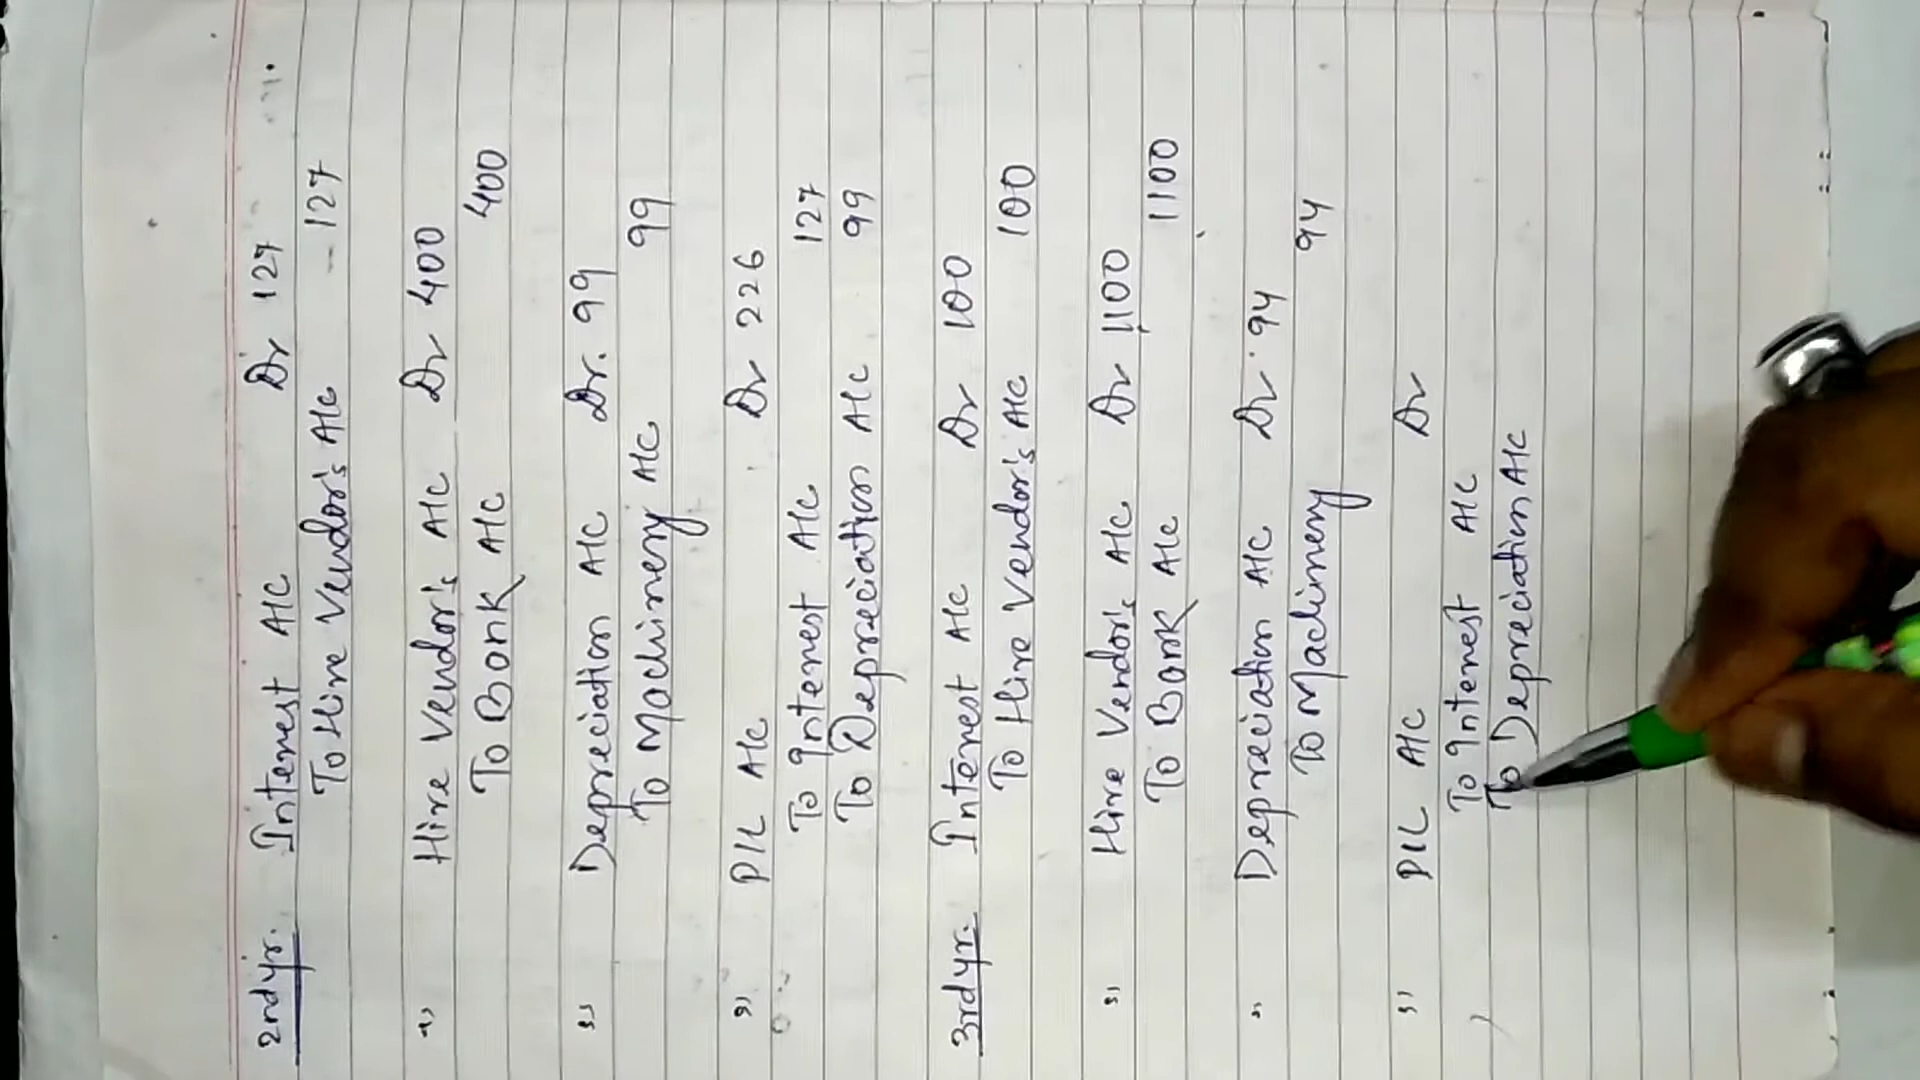 2nd yr. Interest A/c Dr 127
To Hire Vendor's A/c 127
" Hire Vendor's A/c Dr 400
To Bank A/c 400
" Depreciation A/c Dr. 99
To Machinery A/c 99
" P/L A/c Dr 226
To Interest A/c 127
To Depreciation A/c 99
3rd yr. Interest A/c Dr 100
To Hire Vendor's A/c 100
" Hire Vendor's A/c Dr 1100
To Bank A/c 1100
" Depreciation A/c Dr 94
To Machinery 94
" P/L A/c Dr
To Interest A/c
To Depreciation A/c